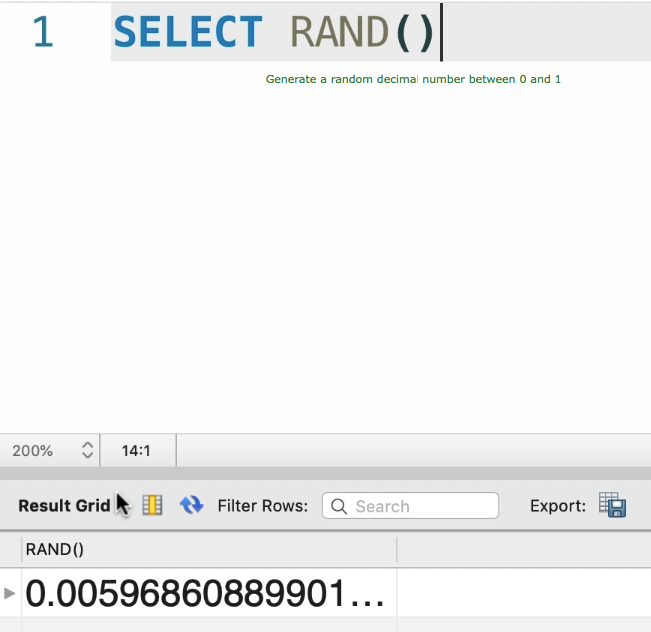 1 SELECT RAND()
Generate a random decimal number between 0 and 1
200% 14:1
Result Grid Filter Rows: Search Export:
RAND()
0.00596860889901...